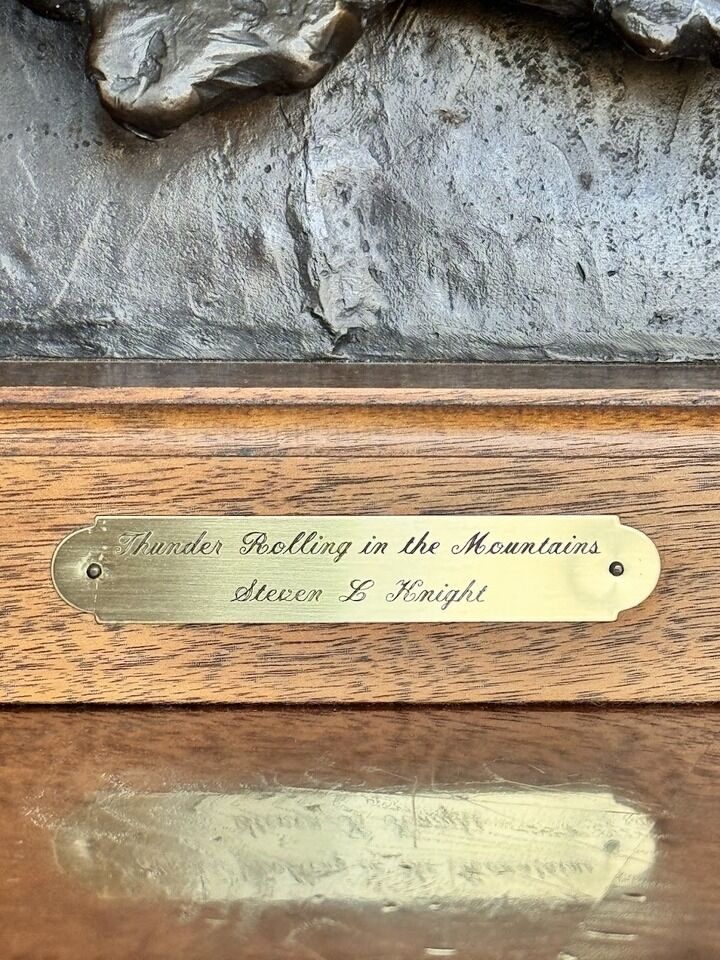 Thunder Rolling in the Mountains
Steven L Knight